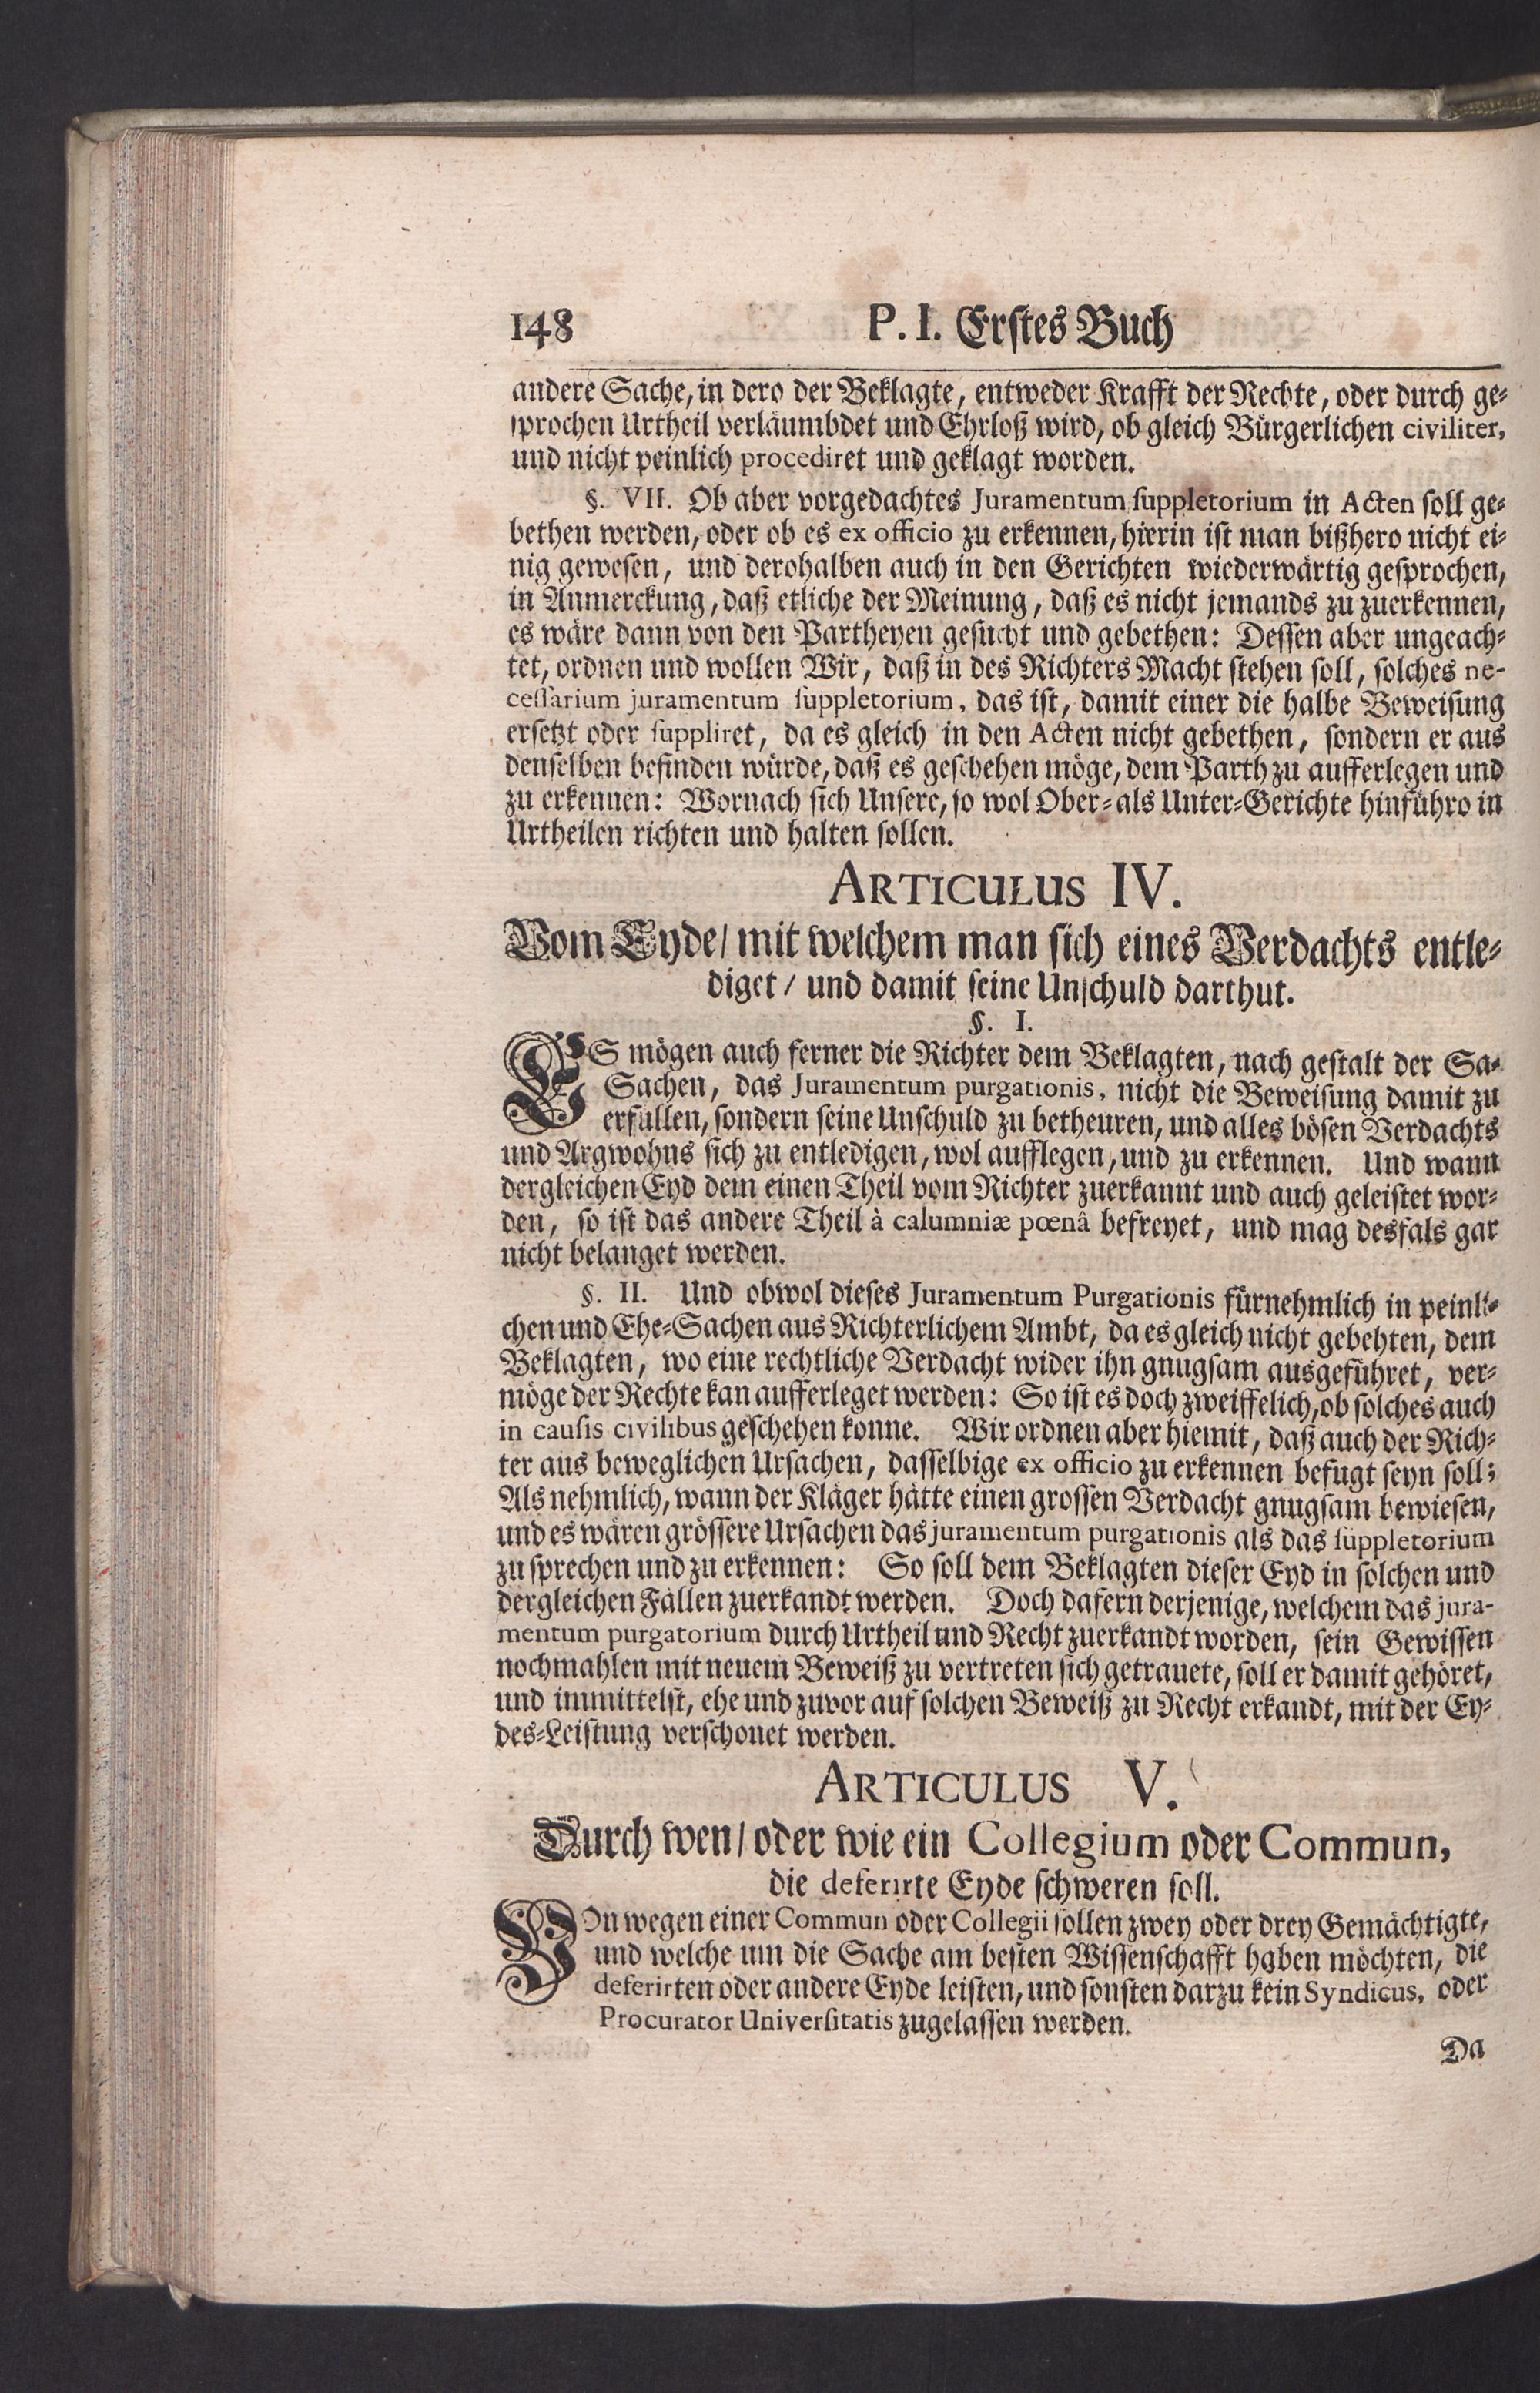 148 P. I. Erstes Buch
andere Sache, in dero der Beklagte, entweder Krafft der Rechte, oder durch ge-
sprochen Urtheil verläumbdet und Ehrloß wird, ob gleich Bürgerlichen civiliter,
und nicht peinlich procediret und geklagt worden.
§. VII. Ob aber vorgedachtes Juramentum suppletorium in Acten soll ge-
bethen werden, oder ob es ex officio zu erkennen, hierin ist man bißhero nicht ei-
nig gewesen, und derohalben auch in den Gerichten wiederwärtig gesprochen,
in Anmerckung, daß etliche der Meinung, daß es nicht jemands zu zuerkennen,
es wäre dann von den Partheyen gesucht und gebethen: Dessen aber ungeach-
tet, ordnen und wollen Wir, daß in des Richters Macht stehen soll, solches ne-
cessarium juramentum suppletorium, das ist, damit einer die halbe Beweisung
ersetzt oder suppliret, da es gleich in den Acten nicht gebethen, sondern er aus
denselben befinden würde, daß es geschehen möge, dem Parth zu aufferlegen und
zu erkennen: Wornach sich Unsere, so wol Ober- als Unter-Gerichte hinführo in
Urtheilen richten und halten sollen.
ARTICULUS IV.
Vom Eyde/ mit welchem man sich eines Verdachts entle-
diget / und damit seine Unschuld darthut.
§. I.
ES mögen auch ferner die Richter dem Beklagten, nach gestalt der Sa-
Sachen, das Juramentum purgationis, nicht die Beweisung damit zu
erfüllen, sondern seine Unschuld zu betheuren, und alles bösen Verdachts
und Argwohns sich zu entledigen, wol aufflegen, und zu erkennen. Und wann
dergleichen Eyd dem einen Theil vom Richter zuerkannt und auch geleistet wor-
den, so ist das andere Theil à calumniæ pœnâ befreyet, und mag desfals gar
nicht belanget werden.
§. II. Und obwol dieses Juramentum Purgationis fürnehmlich in peinli-
chen und Ehe-Sachen aus Richterlichem Ambt, da es gleich nicht gebehten, dem
Beklagten, wo eine rechtliche Verdacht wider ihn gnugsam ausgeführet, ver-
möge der Rechte kan aufferleget werden: So ist es doch zweiffelich, ob solches auch
in causis civilibus geschehen konne. Wir ordnen aber hiemit, daß auch der Rich-
ter aus beweglichen Ursachen, dasselbige ex officio zu erkennen befugt seyn soll;
Als nehmlich, wann der Kläger hätte einen grossen Verdacht gnugsam bewiesen,
und es wären grössere Ursachen das juramentum purgationis als das suppletorium
zu sprechen und zu erkennen: So soll dem Beklagten dieser Eyd in solchen und
dergleichen Fällen zuerkandt werden. Doch dafern derjenige, welchem das jura-
mentum purgatorium durch Urtheil und Recht zuerkandt worden, sein Gewissen
nochmahlen mit neuem Beweiß zu vertreten sich getrauete, soll er damit gehöret,
und immittelst, ehe und zuvor auf solchen Beweiß zu Recht erkandt, mit der Ey-
des-Leistung verschonet werden.
ARTICULUS V.
Durch wen/ oder wie ein Collegium oder Commun,
die deferirte Eyde schweren soll.
VOn wegen einer Commun oder Collegii sollen zwey oder drey Gemächtigte,
und welche um die Sache am besten Wissenschafft haben möchten, die
deferirten oder andere Eyde leisten, und sonsten darzu kein Syndicus, oder
Procurator Universitatis zugelassen werden.
Da